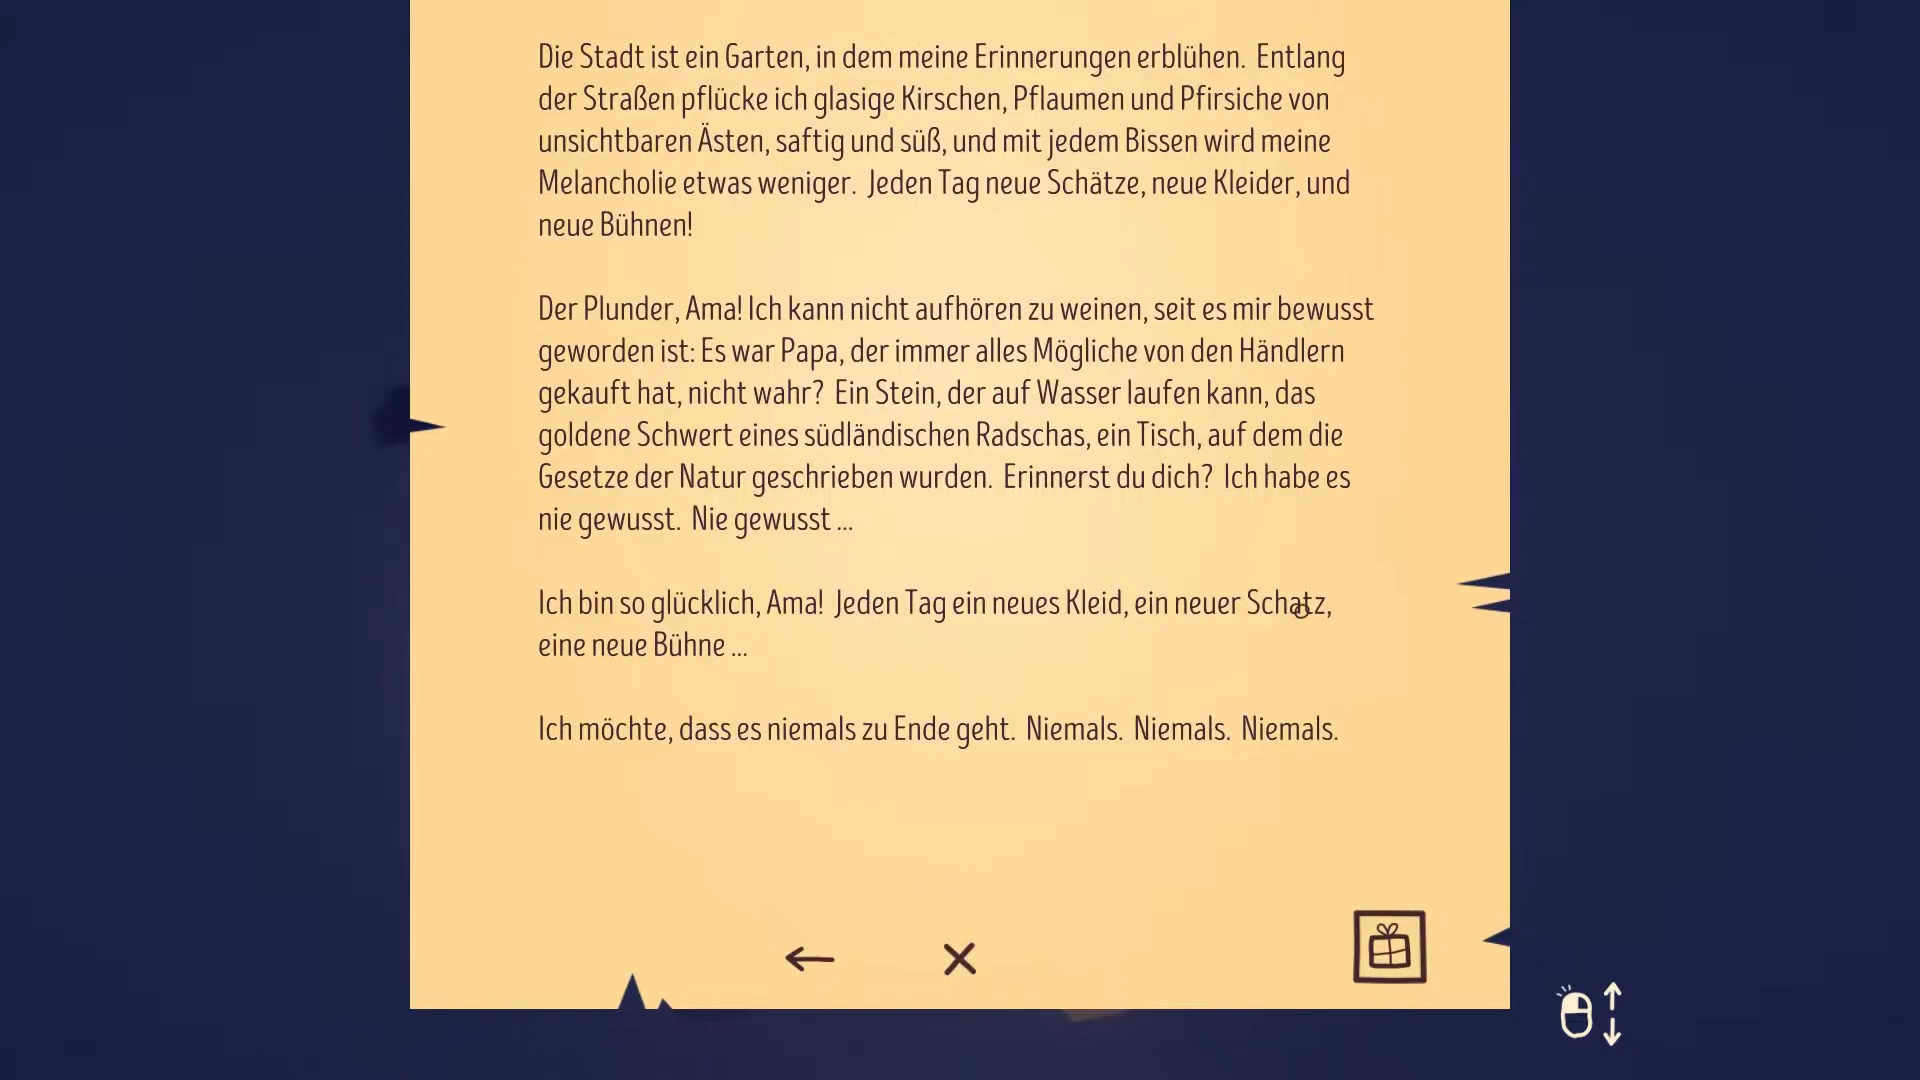 Die Stadt ist ein Garten, in dem meine Erinnerungen erblühen.  Entlang
der Straßen pflücke ich glasige Kirschen, Pflaumen und Pfirsiche von
unsichtbaren Ästen, saftig und süß, und mit jedem Bissen wird meine
Melancholie etwas weniger.  Jeden Tag neue Schätze, neue Kleider, und
neue Bühnen!
Der Plunder, Ama! Ich kann nicht aufhören zu weinen, seit es mir bewusst
geworden ist: Es war Papa, der immer alles Mögliche von den Händlern
gekauft hat, nicht wahr?  Ein Stein, der auf Wasser laufen kann, das
goldene Schwert eines südländischen Radschas, ein Tisch, auf dem die
Gesetze der Natur geschrieben wurden.  Erinnerst du dich?  Ich habe es
nie gewusst.  Nie gewusst ...
Ich bin so glücklich, Ama!  Jeden Tag ein neues Kleid, ein neuer Schatz,
eine neue Bühne ...
Ich möchte, dass es niemals zu Ende geht.  Niemals.  Niemals.  Niemals.